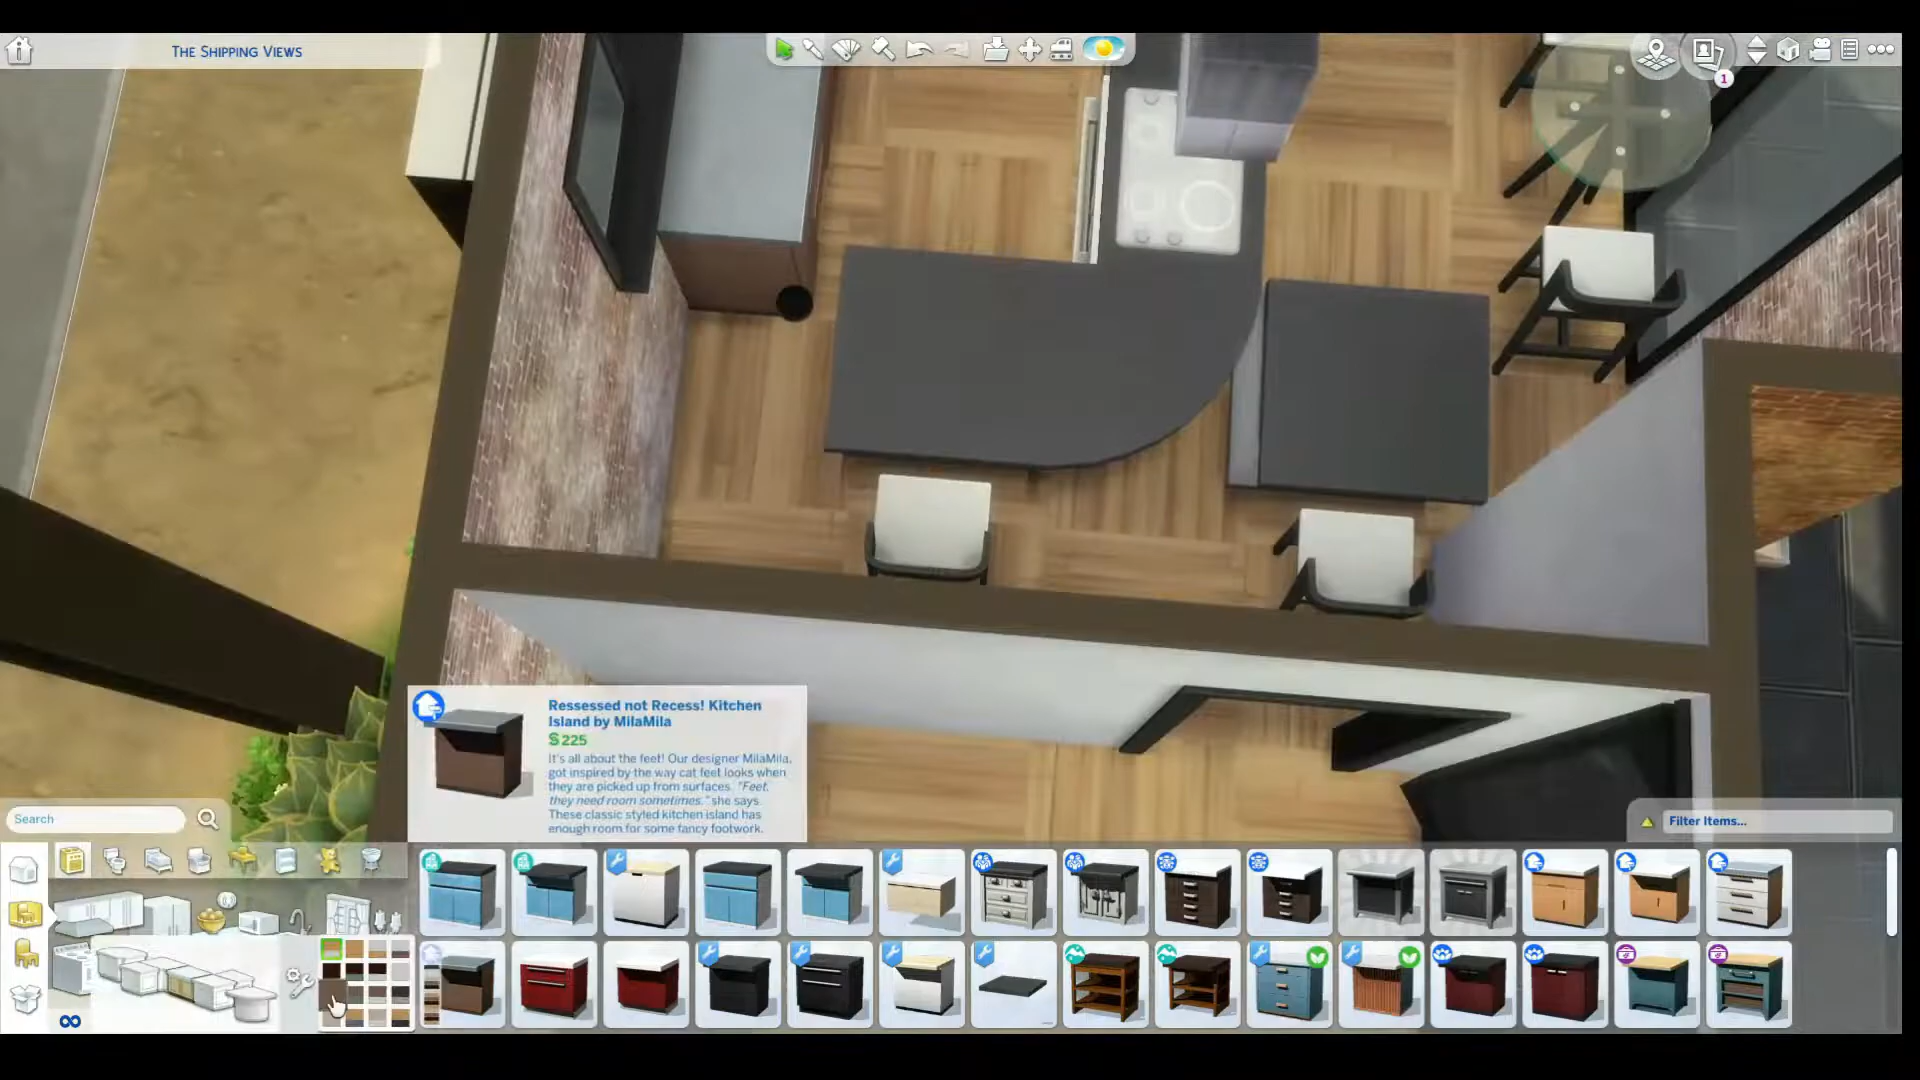 THE SHIPPING VIEWS
1
Ressessed not Recess! Kitchen
Island by MilaMila
§225
It's all about the feet! Our designer MilaMila,
got inspired by the way cat feet looks when
they are picked up from surfaces. "Feet,
they need room sometimes." she says.
These classic styled kitchen island has
enough room for some fancy footwork.
Search
Filter Items...